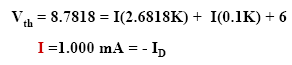 Vth = 8.7818 = I(2.6818K) + I(0.1K) + 6
I =1.000 mA = - ID